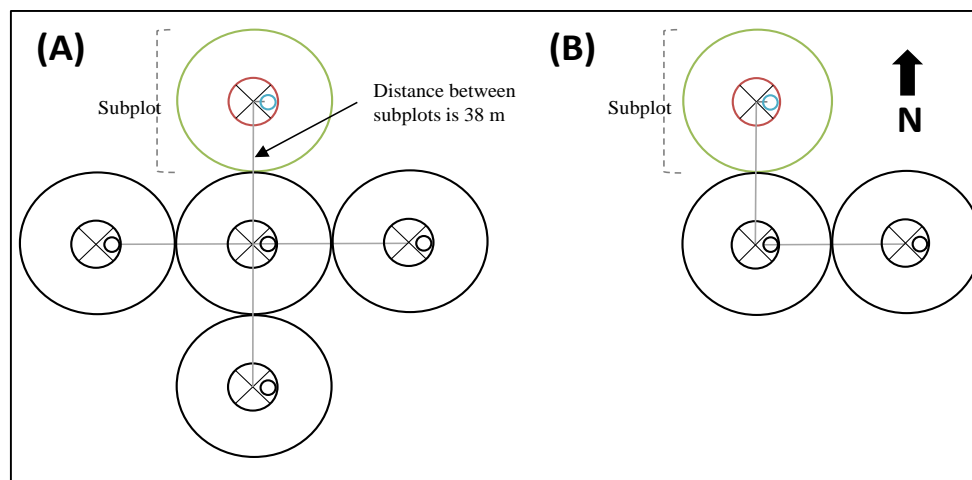 (A)
Subplot
Distance between
subplots is 38 m
(B)
Subplot
N